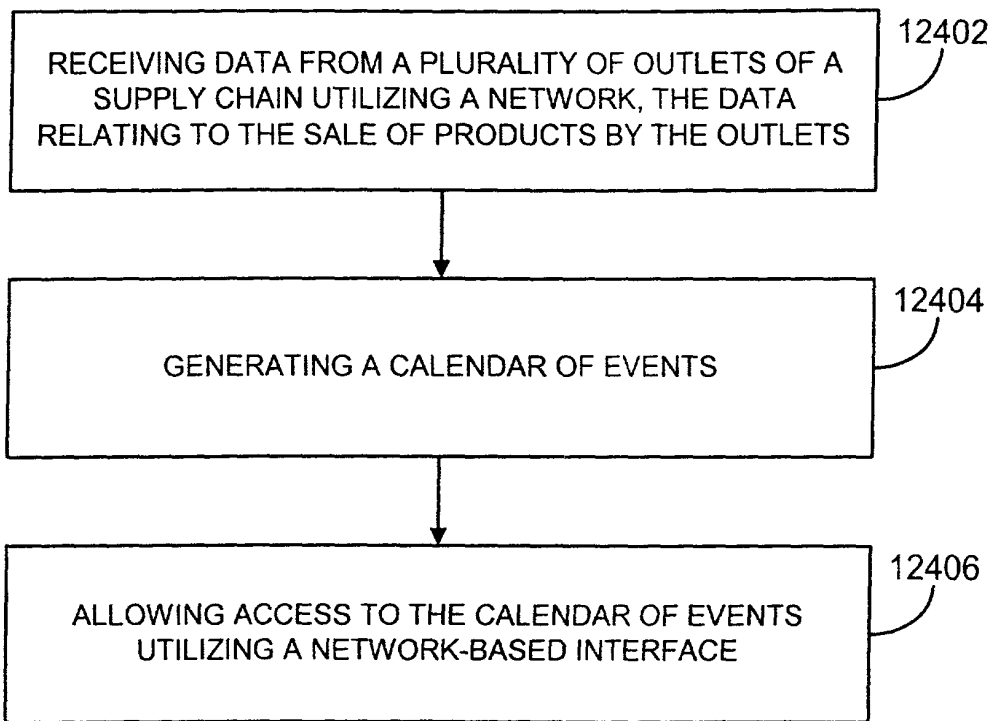 12402
RECEIVING DATA FROM A PLURALITY OF OUTLETS OF A
SUPPLY CHAIN UTILIZING A NETWORK, THE DATA
RELATING TO THE SALE OF PRODUCTS BY THE OUTLETS
12404
GENERATING A CALENDAR OF EVENTS
12406
ALLOWING ACCESS TO THE CALENDAR OF EVENTS
UTILIZING A NETWORK-BASED INTERFACE